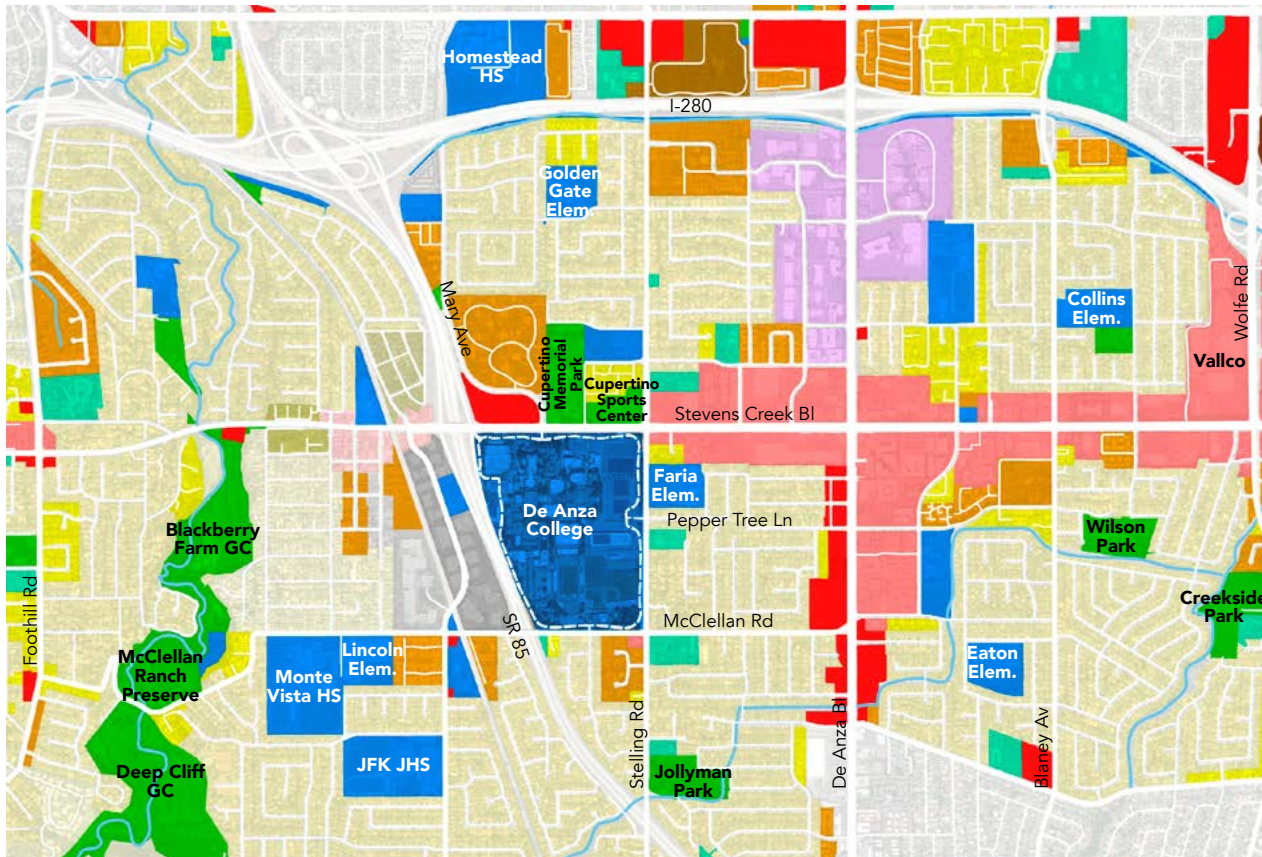 Homestead
HS
I-280
Golden
Gate
Elem.
Mary Ave
Collins
Elem.
Wolfe Rd
Vallco
Cupertino
Memorial
Park
Cupertino
Sports
Center
Stevens Creek Bl
De Anza
College
Faria
Elem.
Pepper Tree Ln
Blackberry
Farm GC
Wilson
Park
Foothill Rd
Creekside
Park
McClellan Rd
SR 85
McClellan
Ranch
Preserve
Lincoln
Elem.
Monte
Vista HS
Eaton
Elem.
Stelling Rd
De Anza Bl
Blaney Av
Deep Cliff
GC
JFK JHS
Jollyman
Park